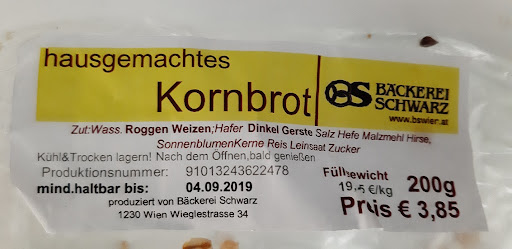 hausgemachtes
Kornbrot
BS BÄCKEREI
SCHWARZ
www.bswier.at
Zut:Wass. Roggen Weizen;Hafer Dinkel Gerste Salz Hefe Malzmehl Hirse,
SonnenblumenKerne Reis Leinsaat Zucker
Kühl&Trocken lagern! Nach dem Öffnen,bald genießen
Produktionsnummer: 91013243622478
mind.haltbar bis: 04.09.2019
produziert von Bäckerei Schwarz
1230 Wien Wieglestrasse 34
Füllgewicht
€/kg 200g
Preis € 3,85